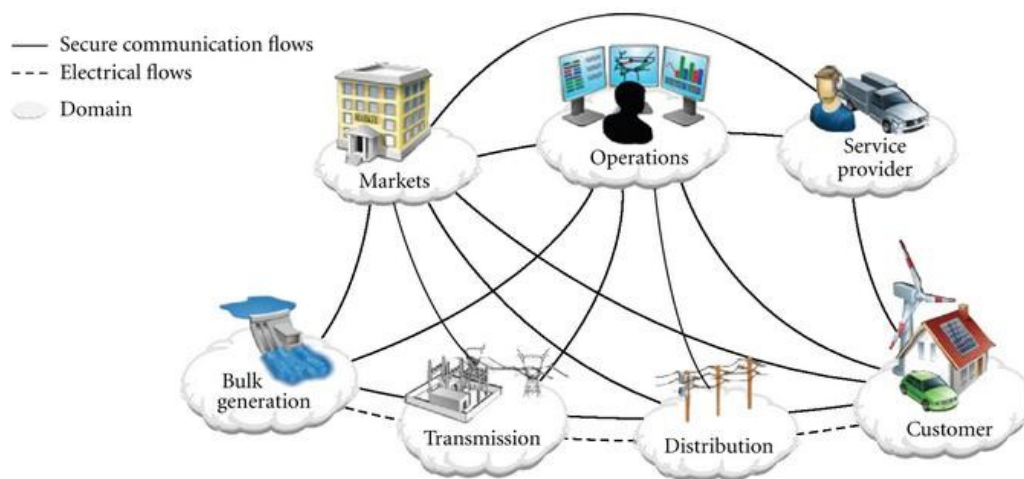 Secure communication flows
Electrical flows
Domain
Markets
Operations
Service
provider
Bulk
generation
Transmission
Distribution
Customer